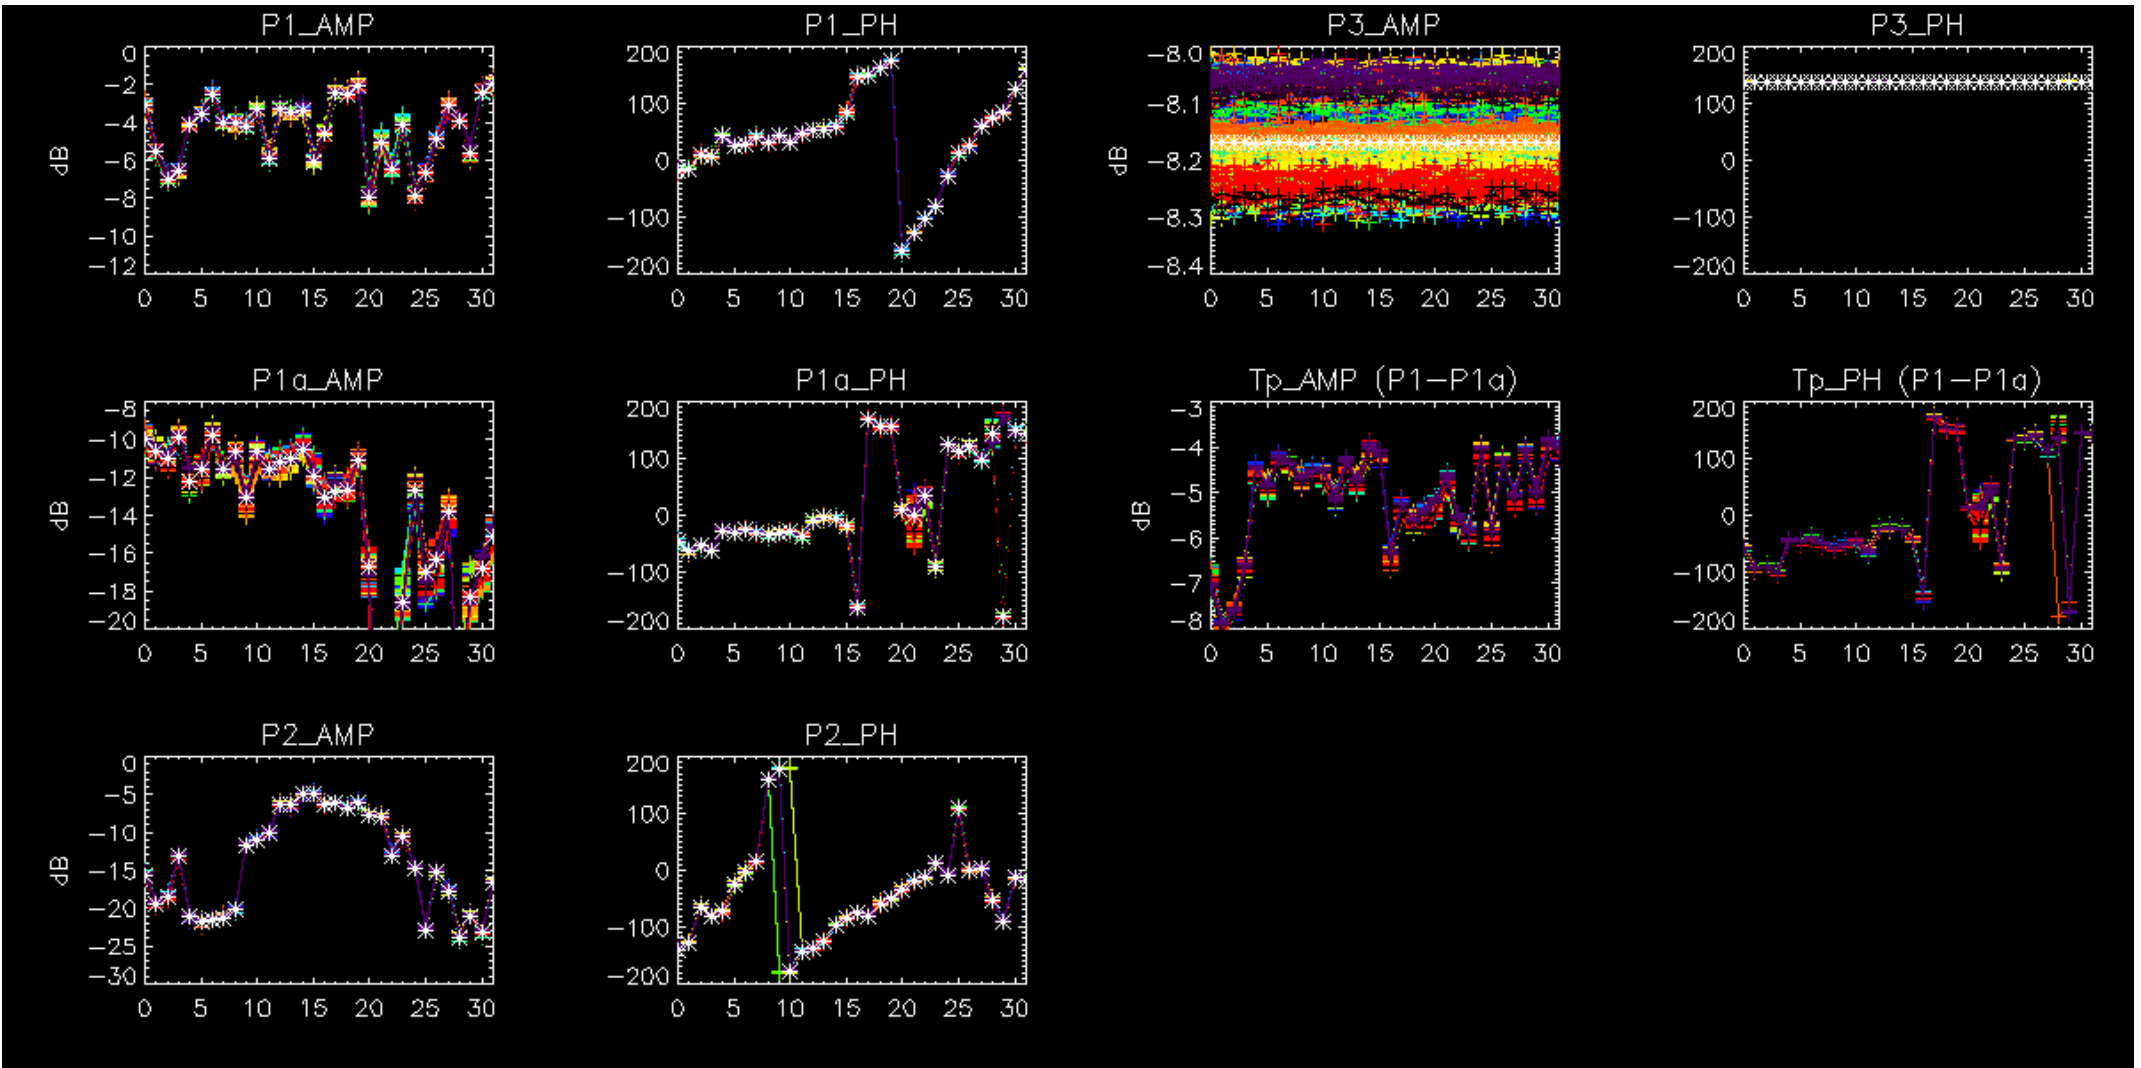 P1_AMP
dB
0
−2
−4
−6
−8
−10
−12
0 5 10 15 20 25 30
P1_PH
200
100
0
−100
−200
0 5 10 15 20 25 30
P3_AMP
dB
−8.0
−8.1
−8.2
−8.3
−8.4
0 5 10 15 20 25 30
P3_PH
200
100
0
−100
−200
0 5 10 15 20 25 30
P1a_AMP
dB
−8
−10
−12
−14
−16
−18
−20
0 5 10 15 20 25 30
P1a_PH
200
100
0
−100
−200
0 5 10 15 20 25 30
Tp_AMP (P1−P1a)
dB
−3
−4
−5
−6
−7
−8
0 5 10 15 20 25 30
Tp_PH (P1−P1a)
200
100
0
−100
−200
0 5 10 15 20 25 30
P2_AMP
dB
0
−5
−10
−15
−20
−25
−30
0 5 10 15 20 25 30
P2_PH
200
100
0
−100
−200
0 5 10 15 20 25 30